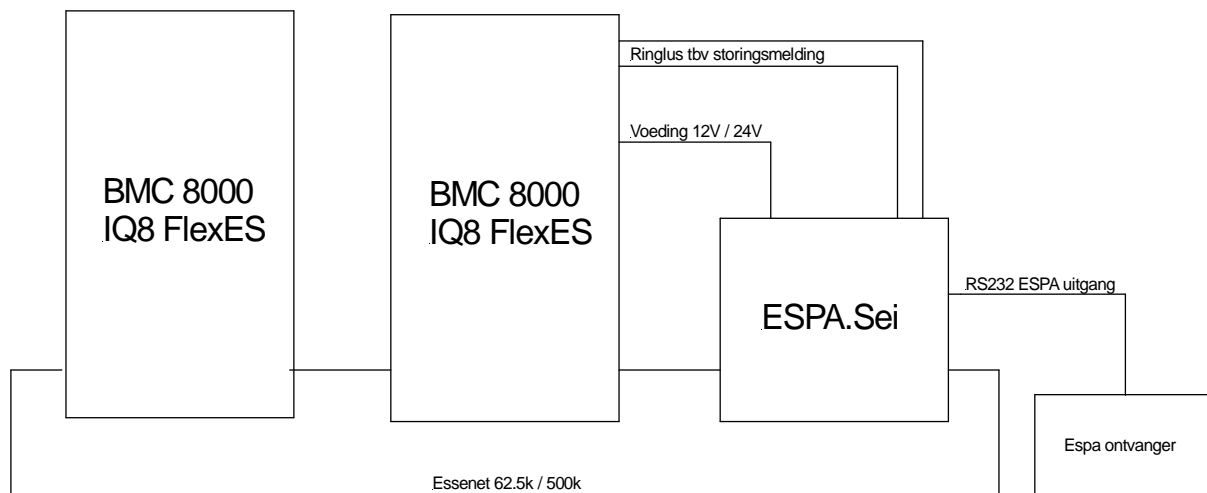 Ringlus tbv storingsmelding
Voeding 12V / 24V
BMC 8000
IQ8 FlexES
BMC 8000
IQ8 FlexES
ESPA.Sei
RS232 ESPA uitgang
Espa ontvanger
Essenet 62.5k / 500k